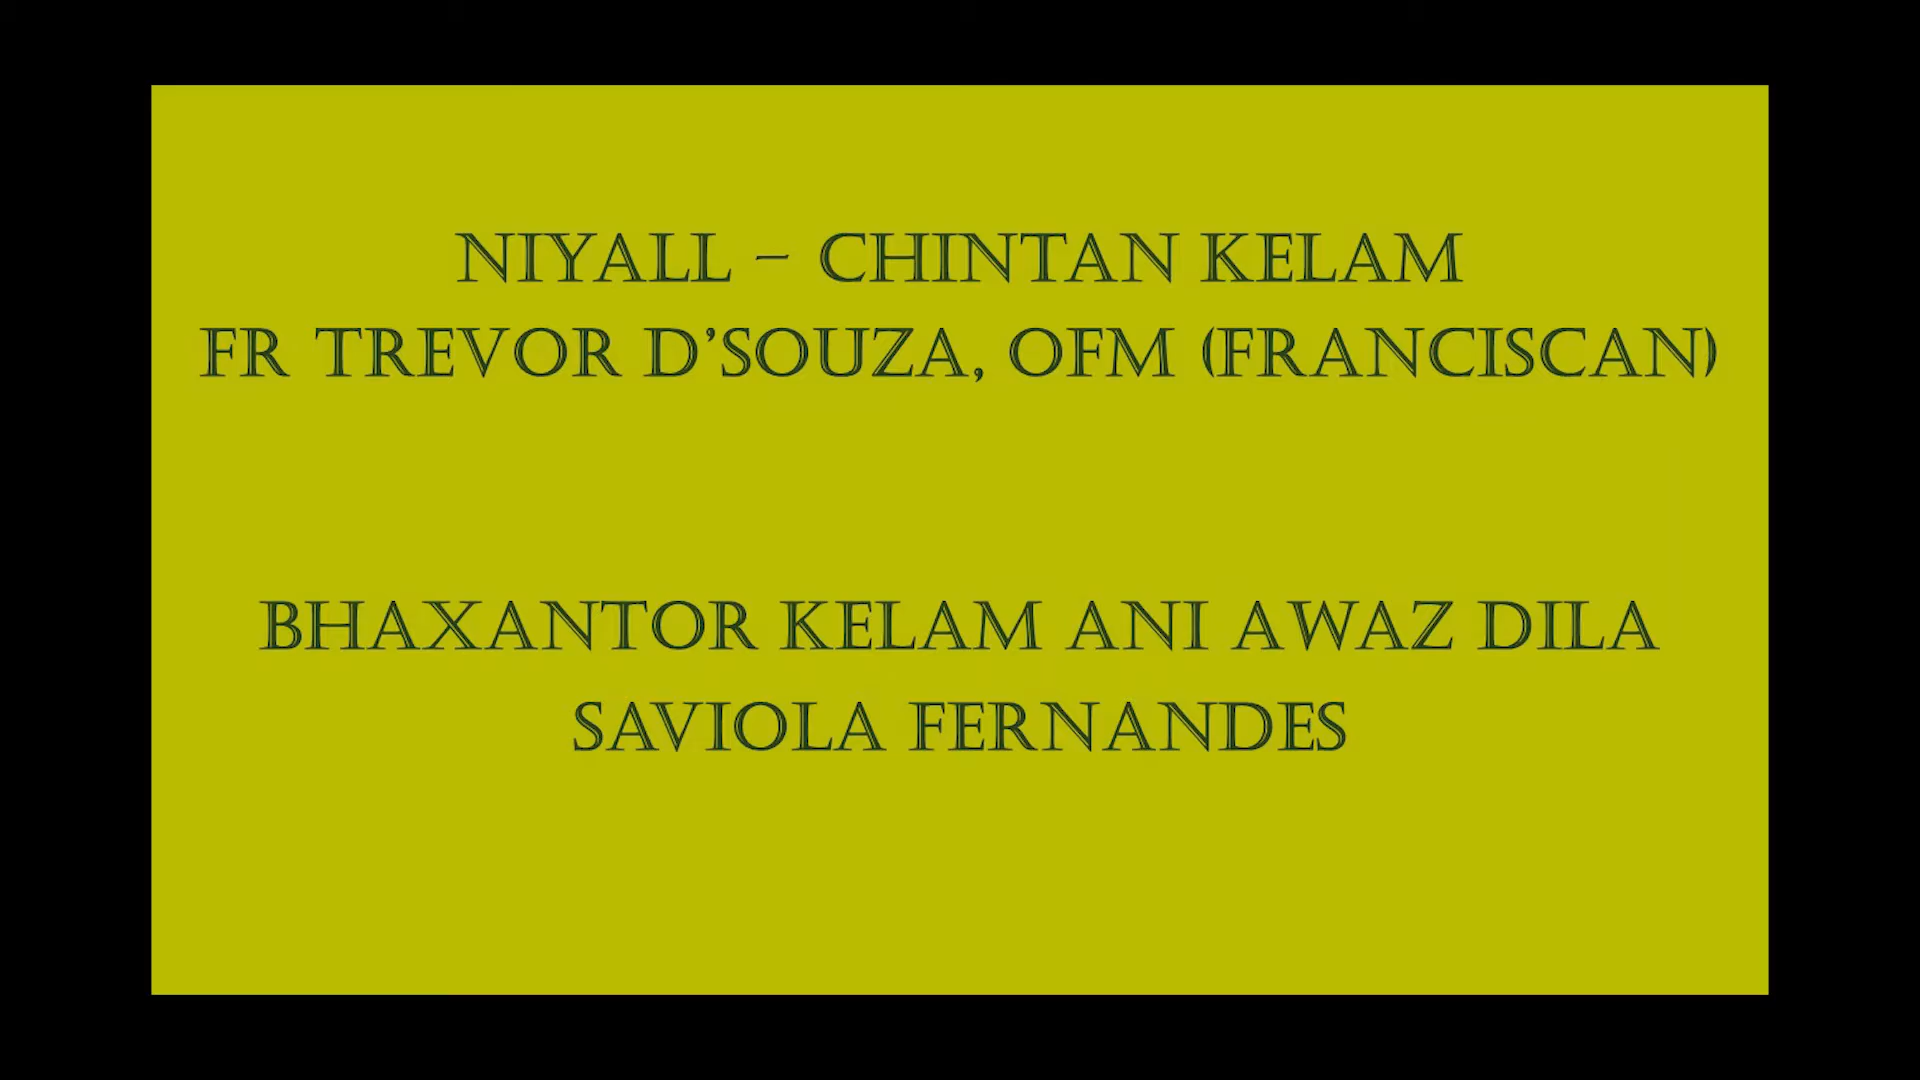 NIYALL – CHINTAN KELAM
FR TREVOR D’SOUZA, OFM (FRANCISCAN)
BHAXANTOR KELAM ANI AWAZ DILA
SAVIOLA FERNANDES